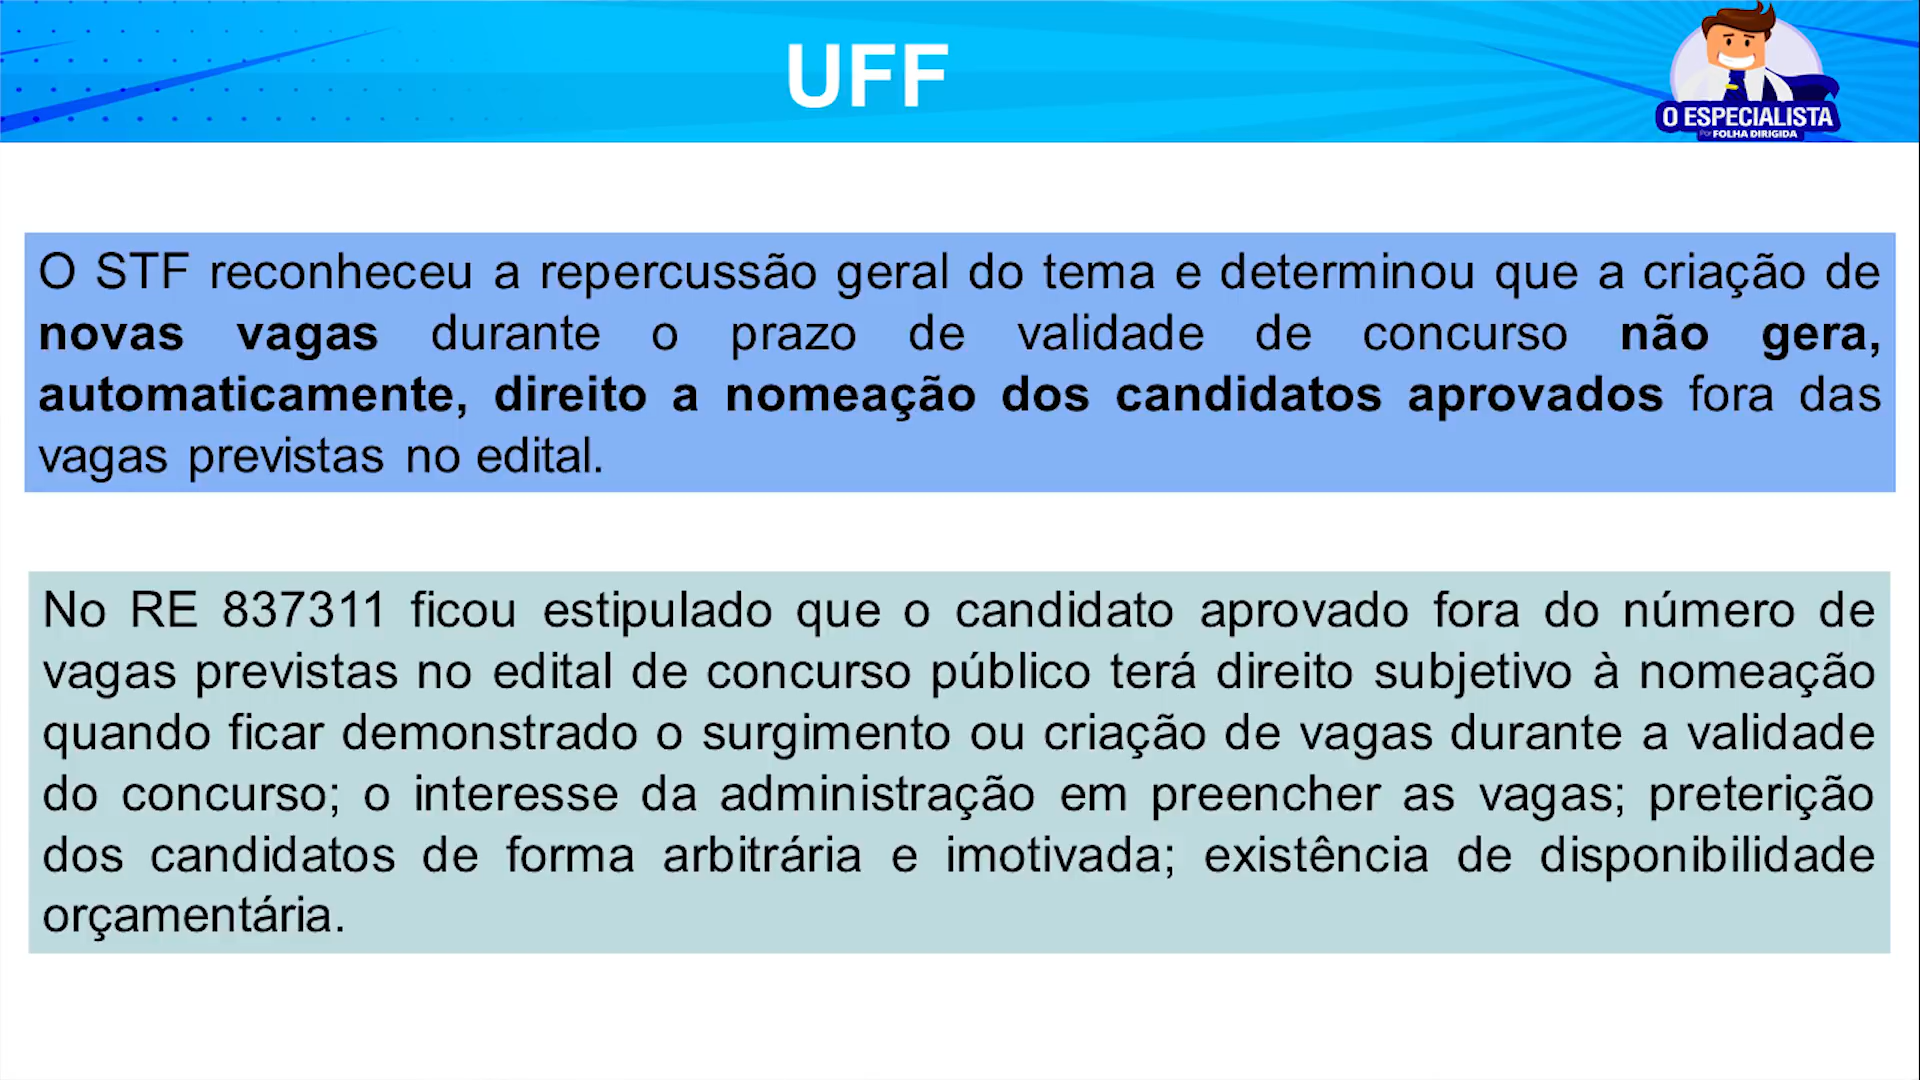 UFF
O ESPECIALISTA
Por FOLHA DIRIGIDA
O STF reconheceu a repercussão geral do tema e determinou que a criação de
novas vagas durante o prazo de validade de concurso não gera,
automaticamente, direito a nomeação dos candidatos aprovados fora das
vagas previstas no edital.
No RE 837311 ficou estipulado que o candidato aprovado fora do número de
vagas previstas no edital de concurso público terá direito subjetivo à nomeação
quando ficar demonstrado o surgimento ou criação de vagas durante a validade
do concurso; o interesse da administração em preencher as vagas; preterição
dos candidatos de forma arbitrária e imotivada; existência de disponibilidade
orçamentária.